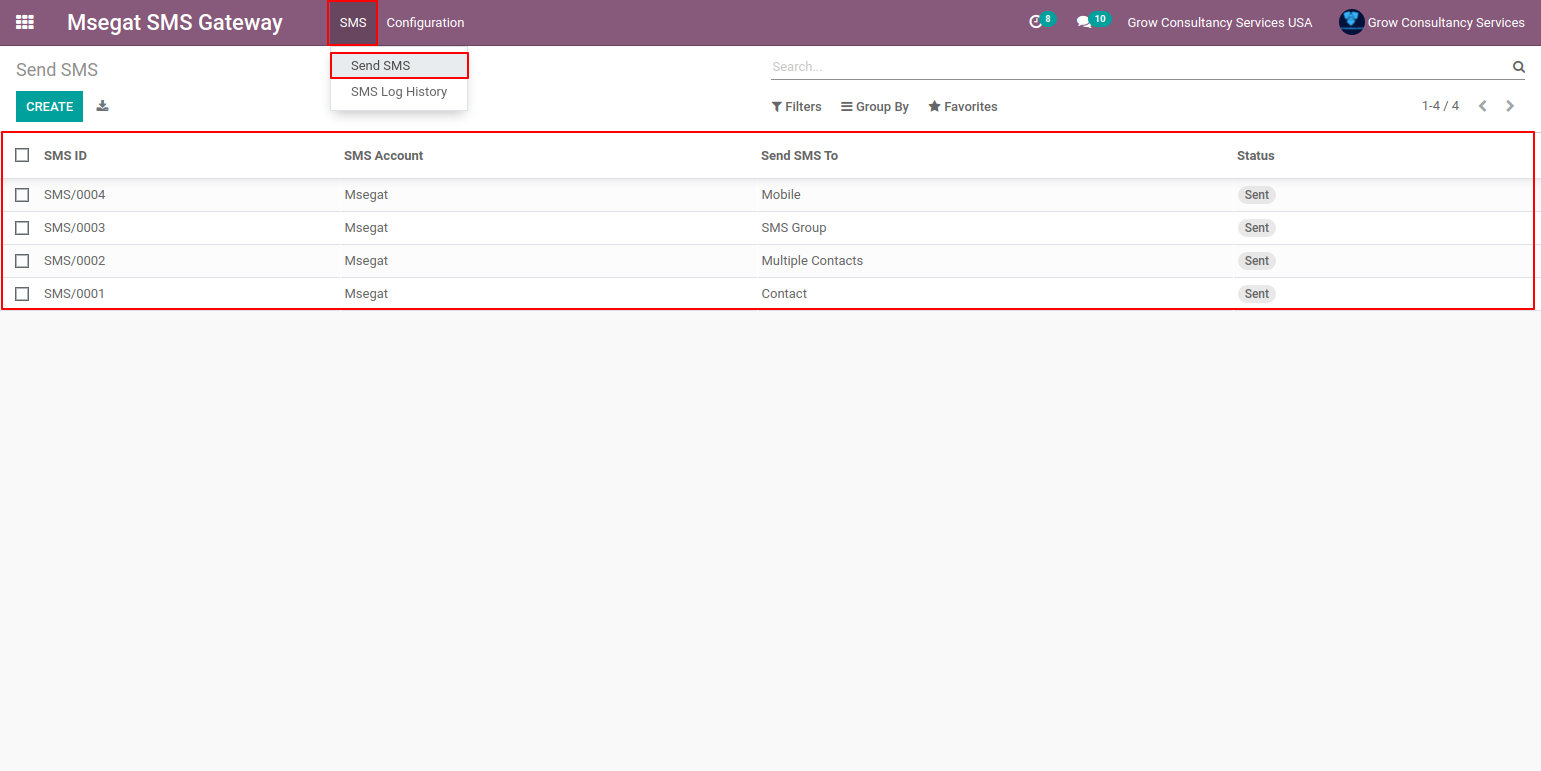 Msegat SMS Gateway SMS Configuration 8 10 Grow Consultancy Services USA Grow Consultancy Services
Send SMS Send SMS Search...
SMS Log History
CREATE Filters Group By Favorites 1-4 / 4
SMS ID SMS Account Send SMS To Status
SMS/0004 Msegat Mobile Sent
SMS/0003 Msegat SMS Group Sent
SMS/0002 Msegat Multiple Contacts Sent
SMS/0001 Msegat Contact Sent